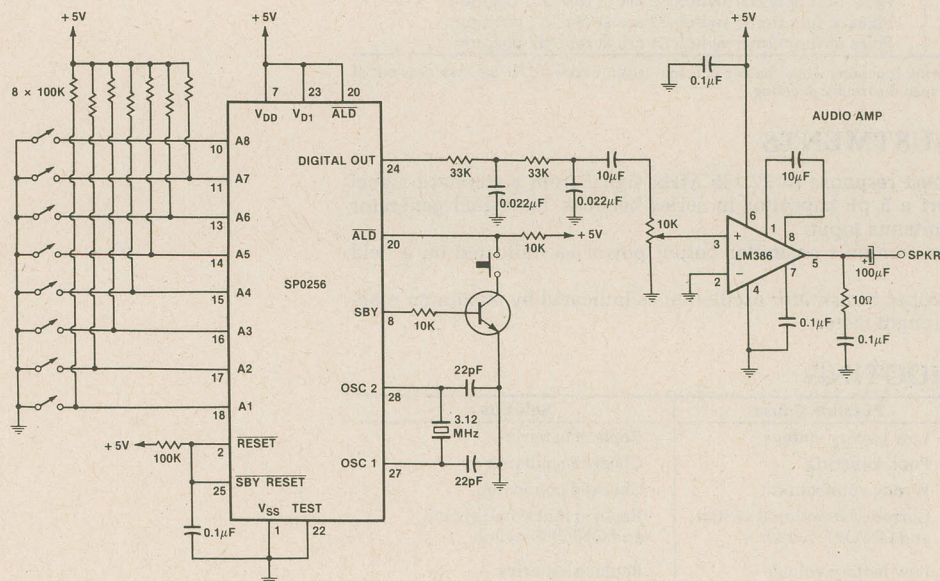 +5V
+5V
+5V
8 × 100K
7
23
20
VDD
VD1
ALD
0.1µF
AUDIO AMP
10µF
A8
10
A7
11
A6
13
A5
14
A4
15
A3
16
A2
17
A1
18
DIGITAL OUT
24
33K
33K
10µF
0.022µF
0.022µF
10K
ALD
20
10K
+5V
SP0256
SBY
8
10K
6
1
8
3
+
LM386
5
−
2
4
7
+
100µF
SPKR
10Ω
0.1µF
0.1µF
OSC 2
28
22pF
3.12
MHz
OSC 1
27
22pF
+5V
100K
2
RESET
25
SBY RESET
0.1µF
VSS
TEST
1
22